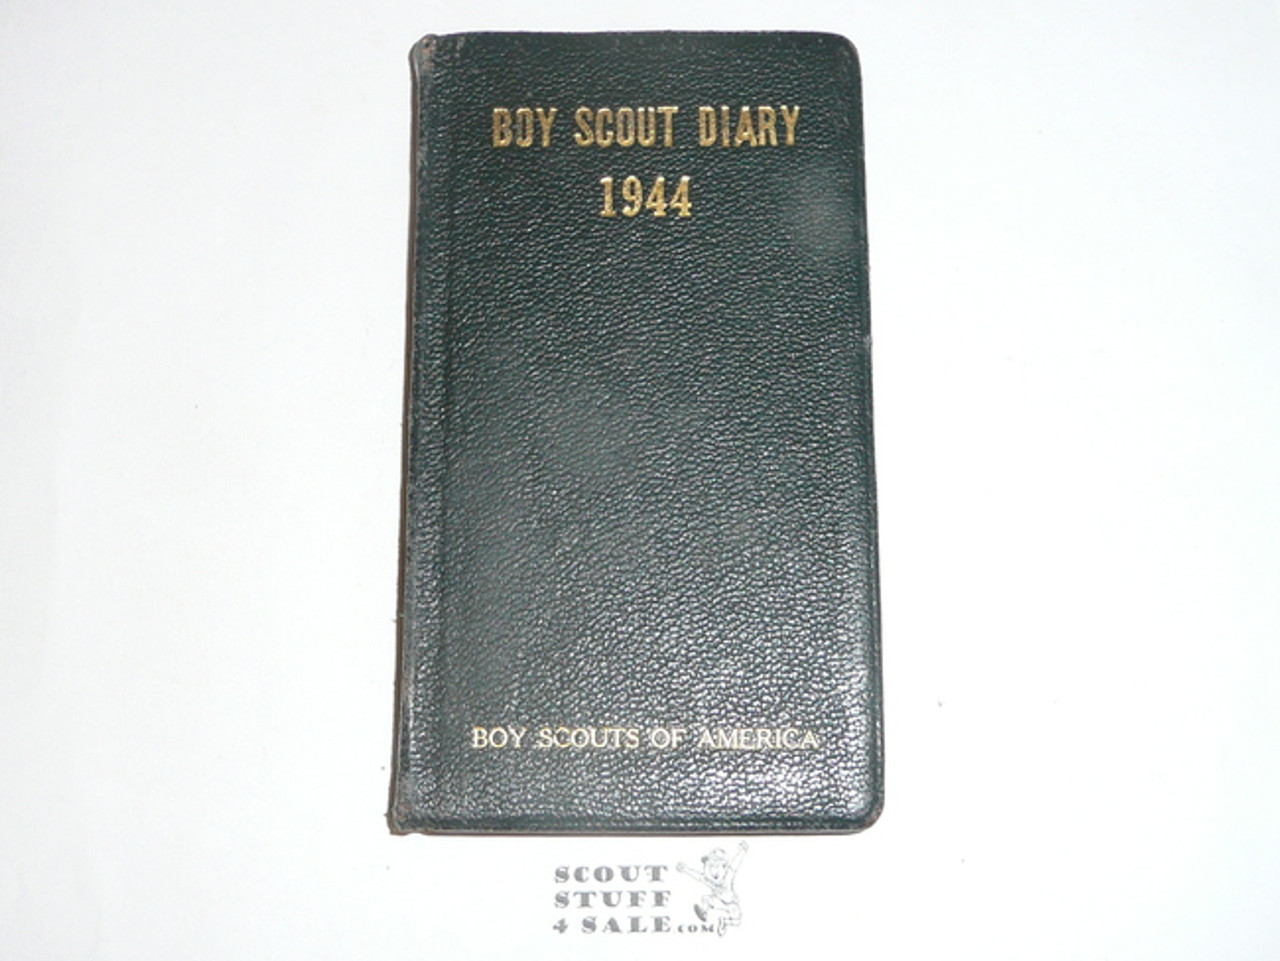 BOY SCOUT DIARY
1944
BOY SCOUTS OF AMERICA
SCOUT
STUFF
4 SALE.COM